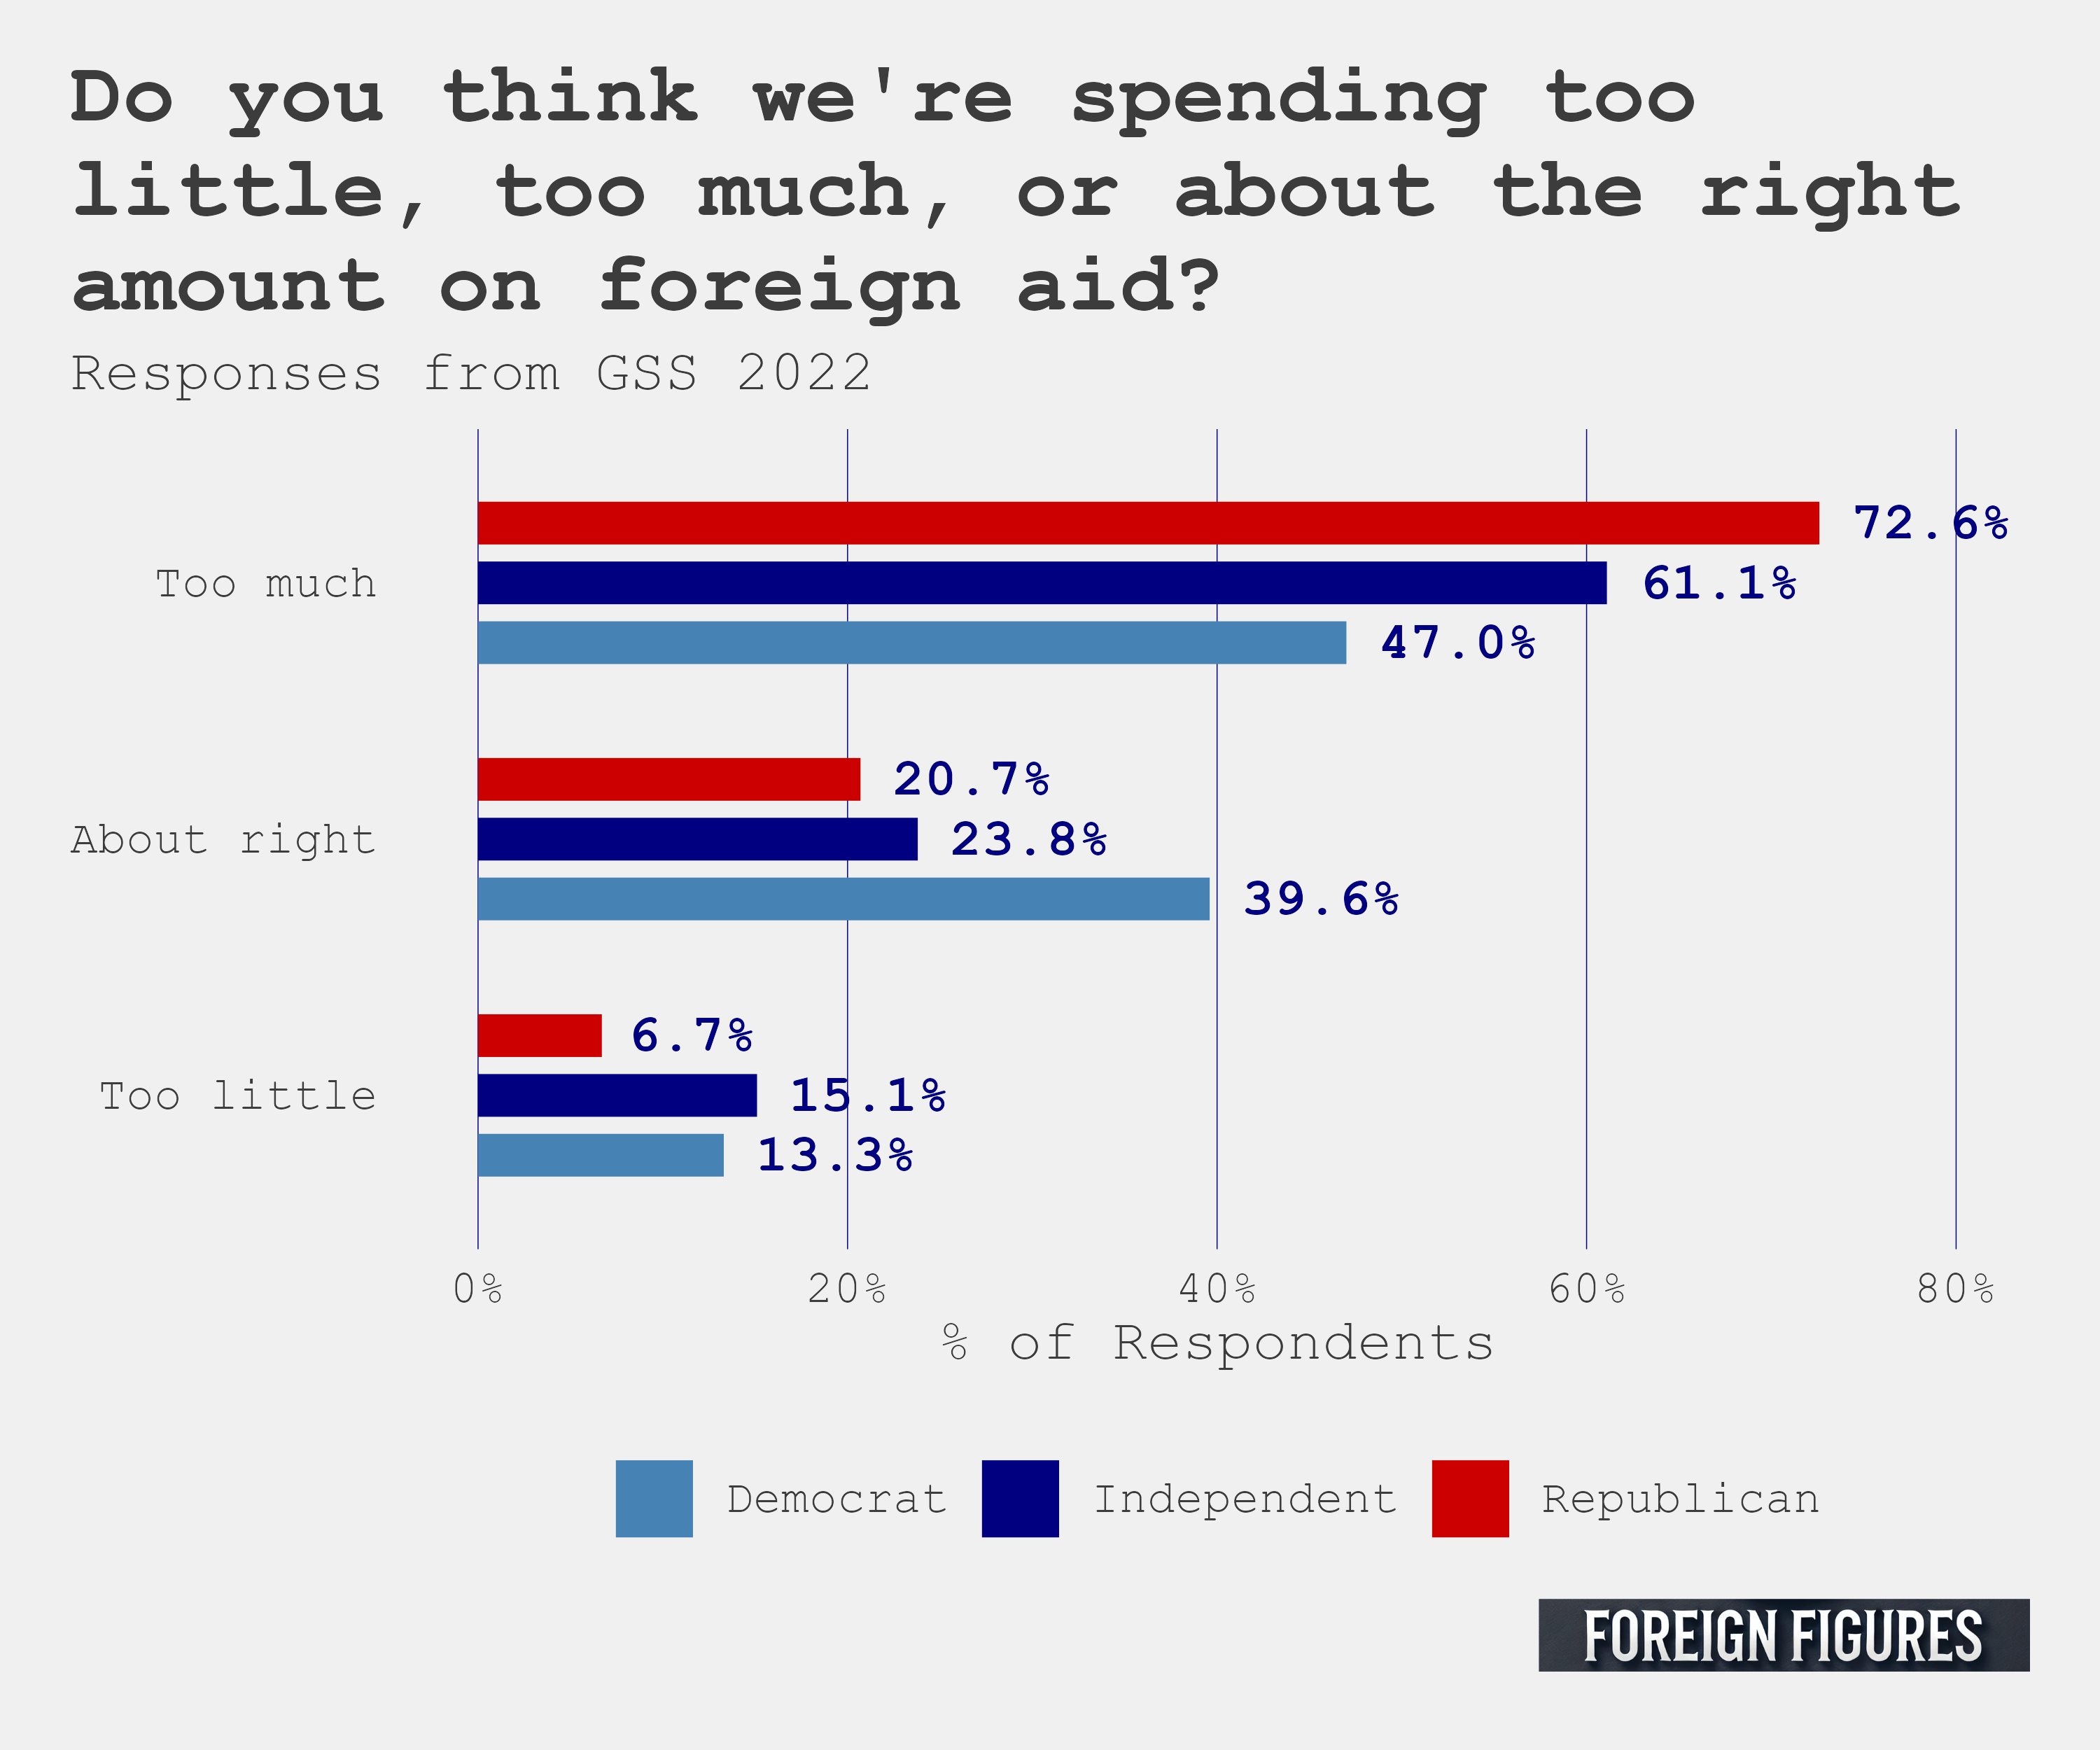 Do you think we're spending too
little, too much, or about the right
amount on foreign aid?
Responses from GSS 2022
Too much
72.6%
61.1%
47.0%
About right
20.7%
23.8%
39.6%
Too little
6.7%
15.1%
13.3%
0% 20% 40% 60% 80%
% of Respondents
Democrat Independent Republican
FOREIGN FIGURES